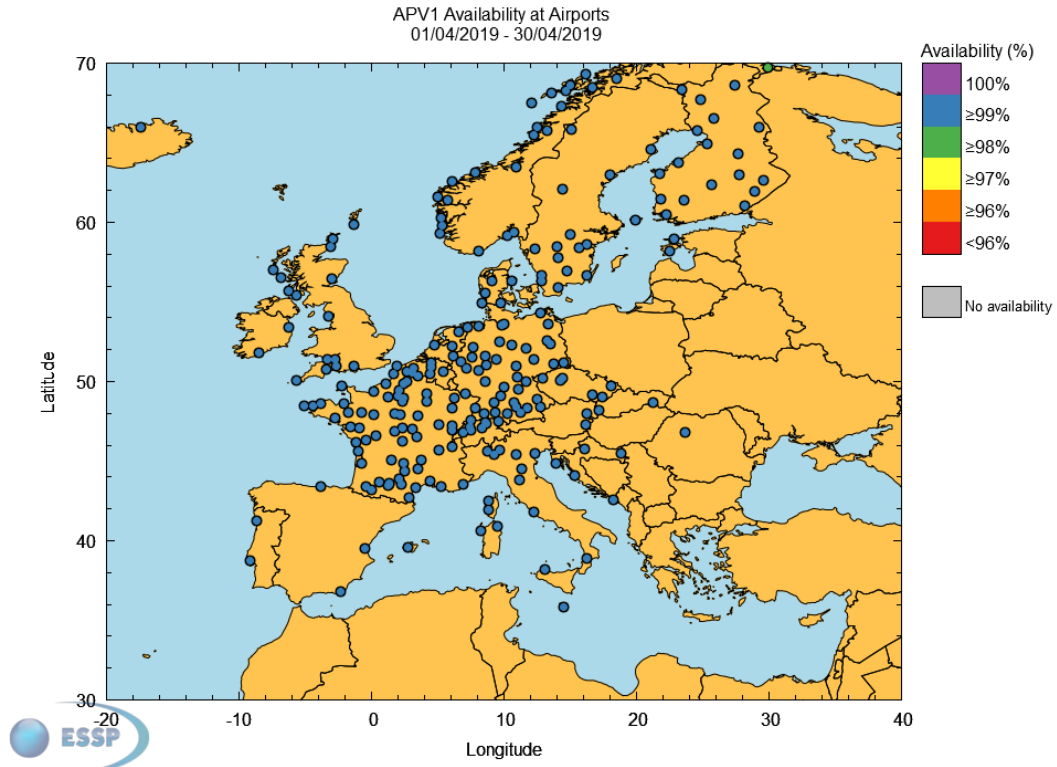 APV1 Availability at Airports
01/04/2019 - 30/04/2019
Availability (%)
100%
≥99%
≥98%
≥97%
≥96%
<96%
No availability
Latitude
70
60
50
40
30
-20
-10
0
10
20
30
40
Longitude
ESSP